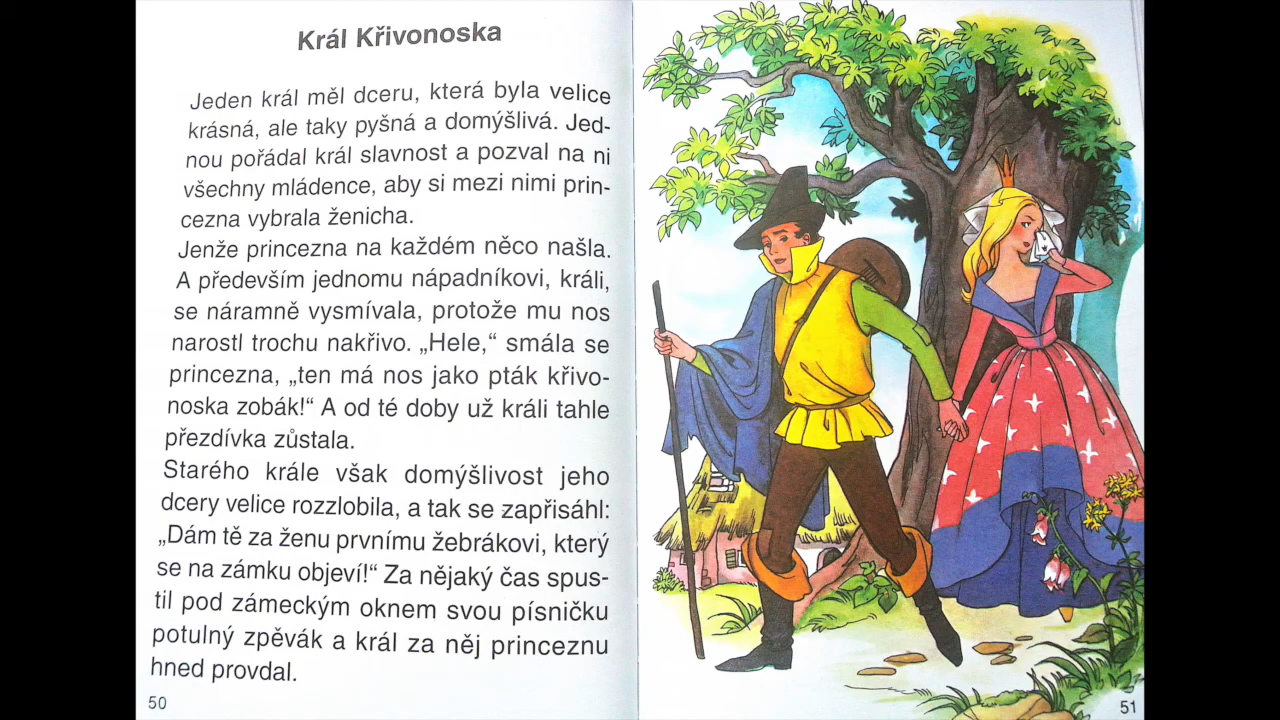 Král Křivonoska
Jeden král měl dceru, která byla velice
krásná, ale taky pyšná a domýšlivá. Jed-
nou pořádal král slavnost a pozval na ni
všechny mládence, aby si mezi nimi prin-
cezna vybrala ženicha.
Jenže princezna na každém něco našla.
A především jednomu nápadníkovi, králi,
se náramně vysmívala, protože mu nos
narostl trochu nakřivo. „Hele,“ smála se
princezna, „ten má nos jako pták křivo-
noska zobák!“ A od té doby už králi tahle
přezdívka zůstala.
Starého krále však domýšlivost jeho
dcery velice rozzlobila, a tak se zapřisáhl:
„Dám tě za ženu prvnímu žebrákovi, který
se na zámku objeví!“ Za nějaký čas spus-
til pod zámeckým oknem svou písničku
potulný zpěvák a král za něj princeznu
hned provdal.
50
51